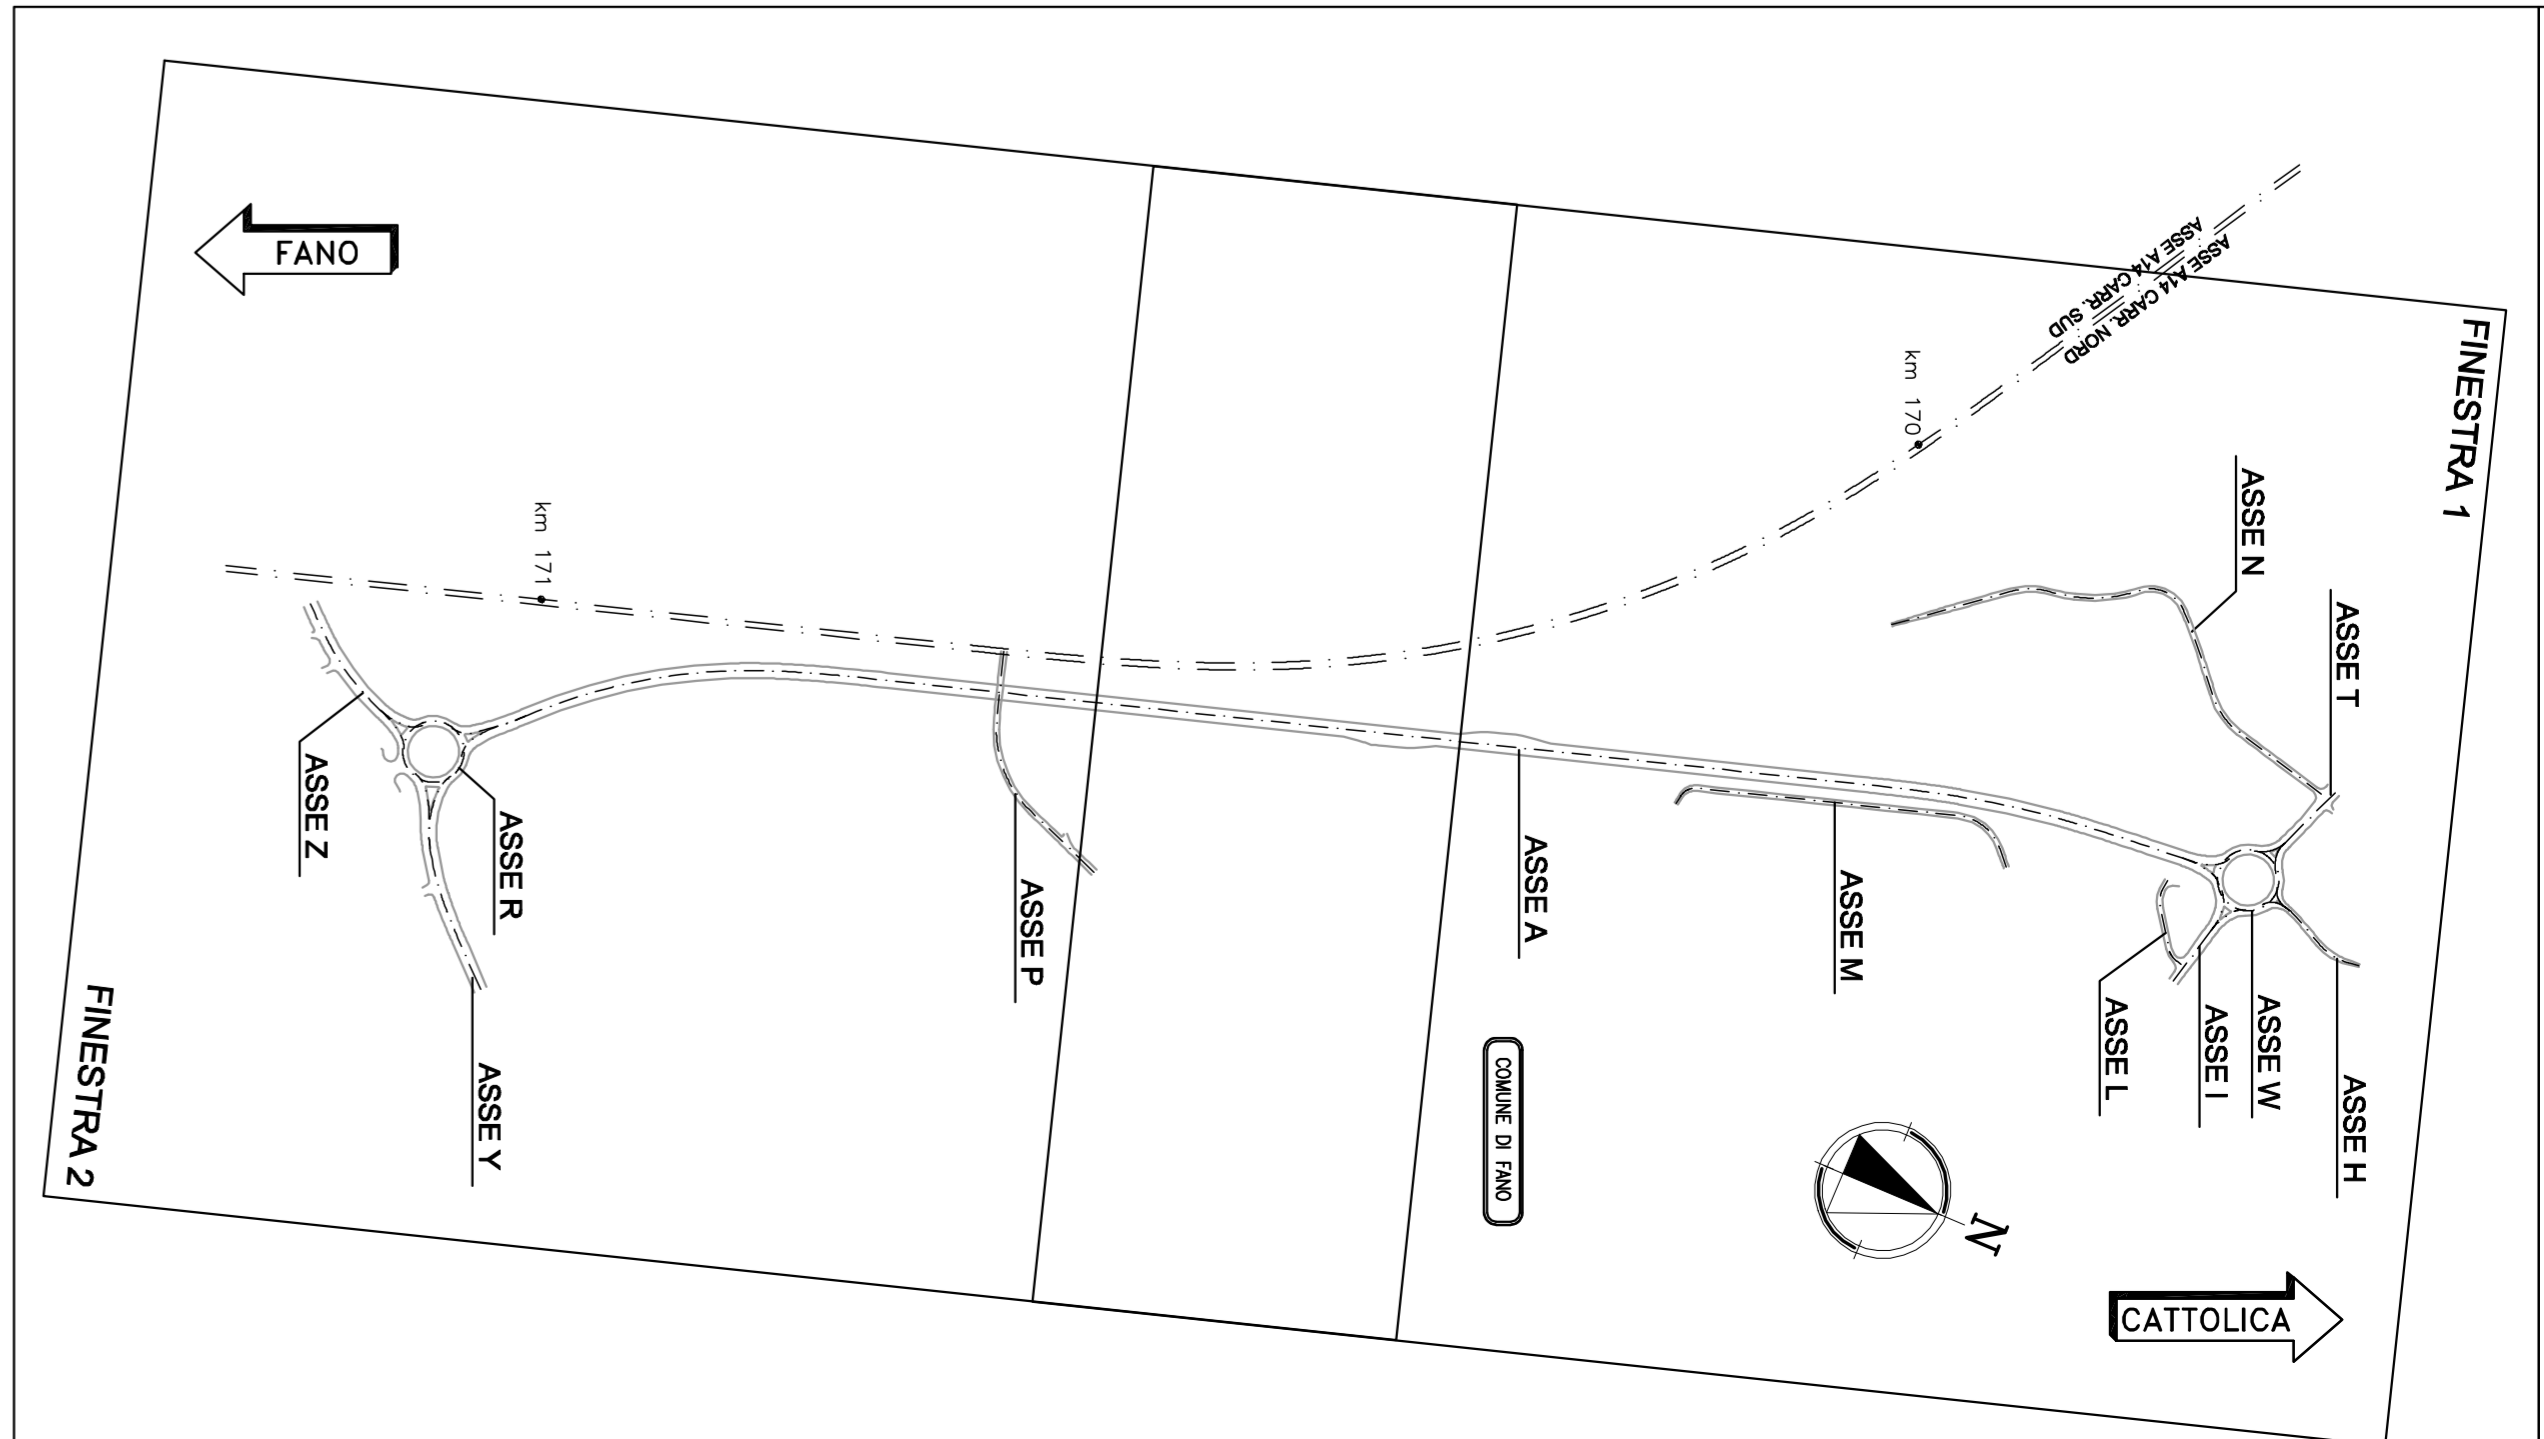 FANO
ASSE A14 CARR. SUD
ASSE A14 CARR. NORD
km 170
km 171
FINESTRA 1
ASSE N
ASSE T
ASSE Z
ASSE R
ASSE P
ASSE A
ASSE M
ASSE L
ASSE I
ASSE W
ASSE H
ASSE Y
FINESTRA 2
COMUNE DI FANO
N
CATTOLICA